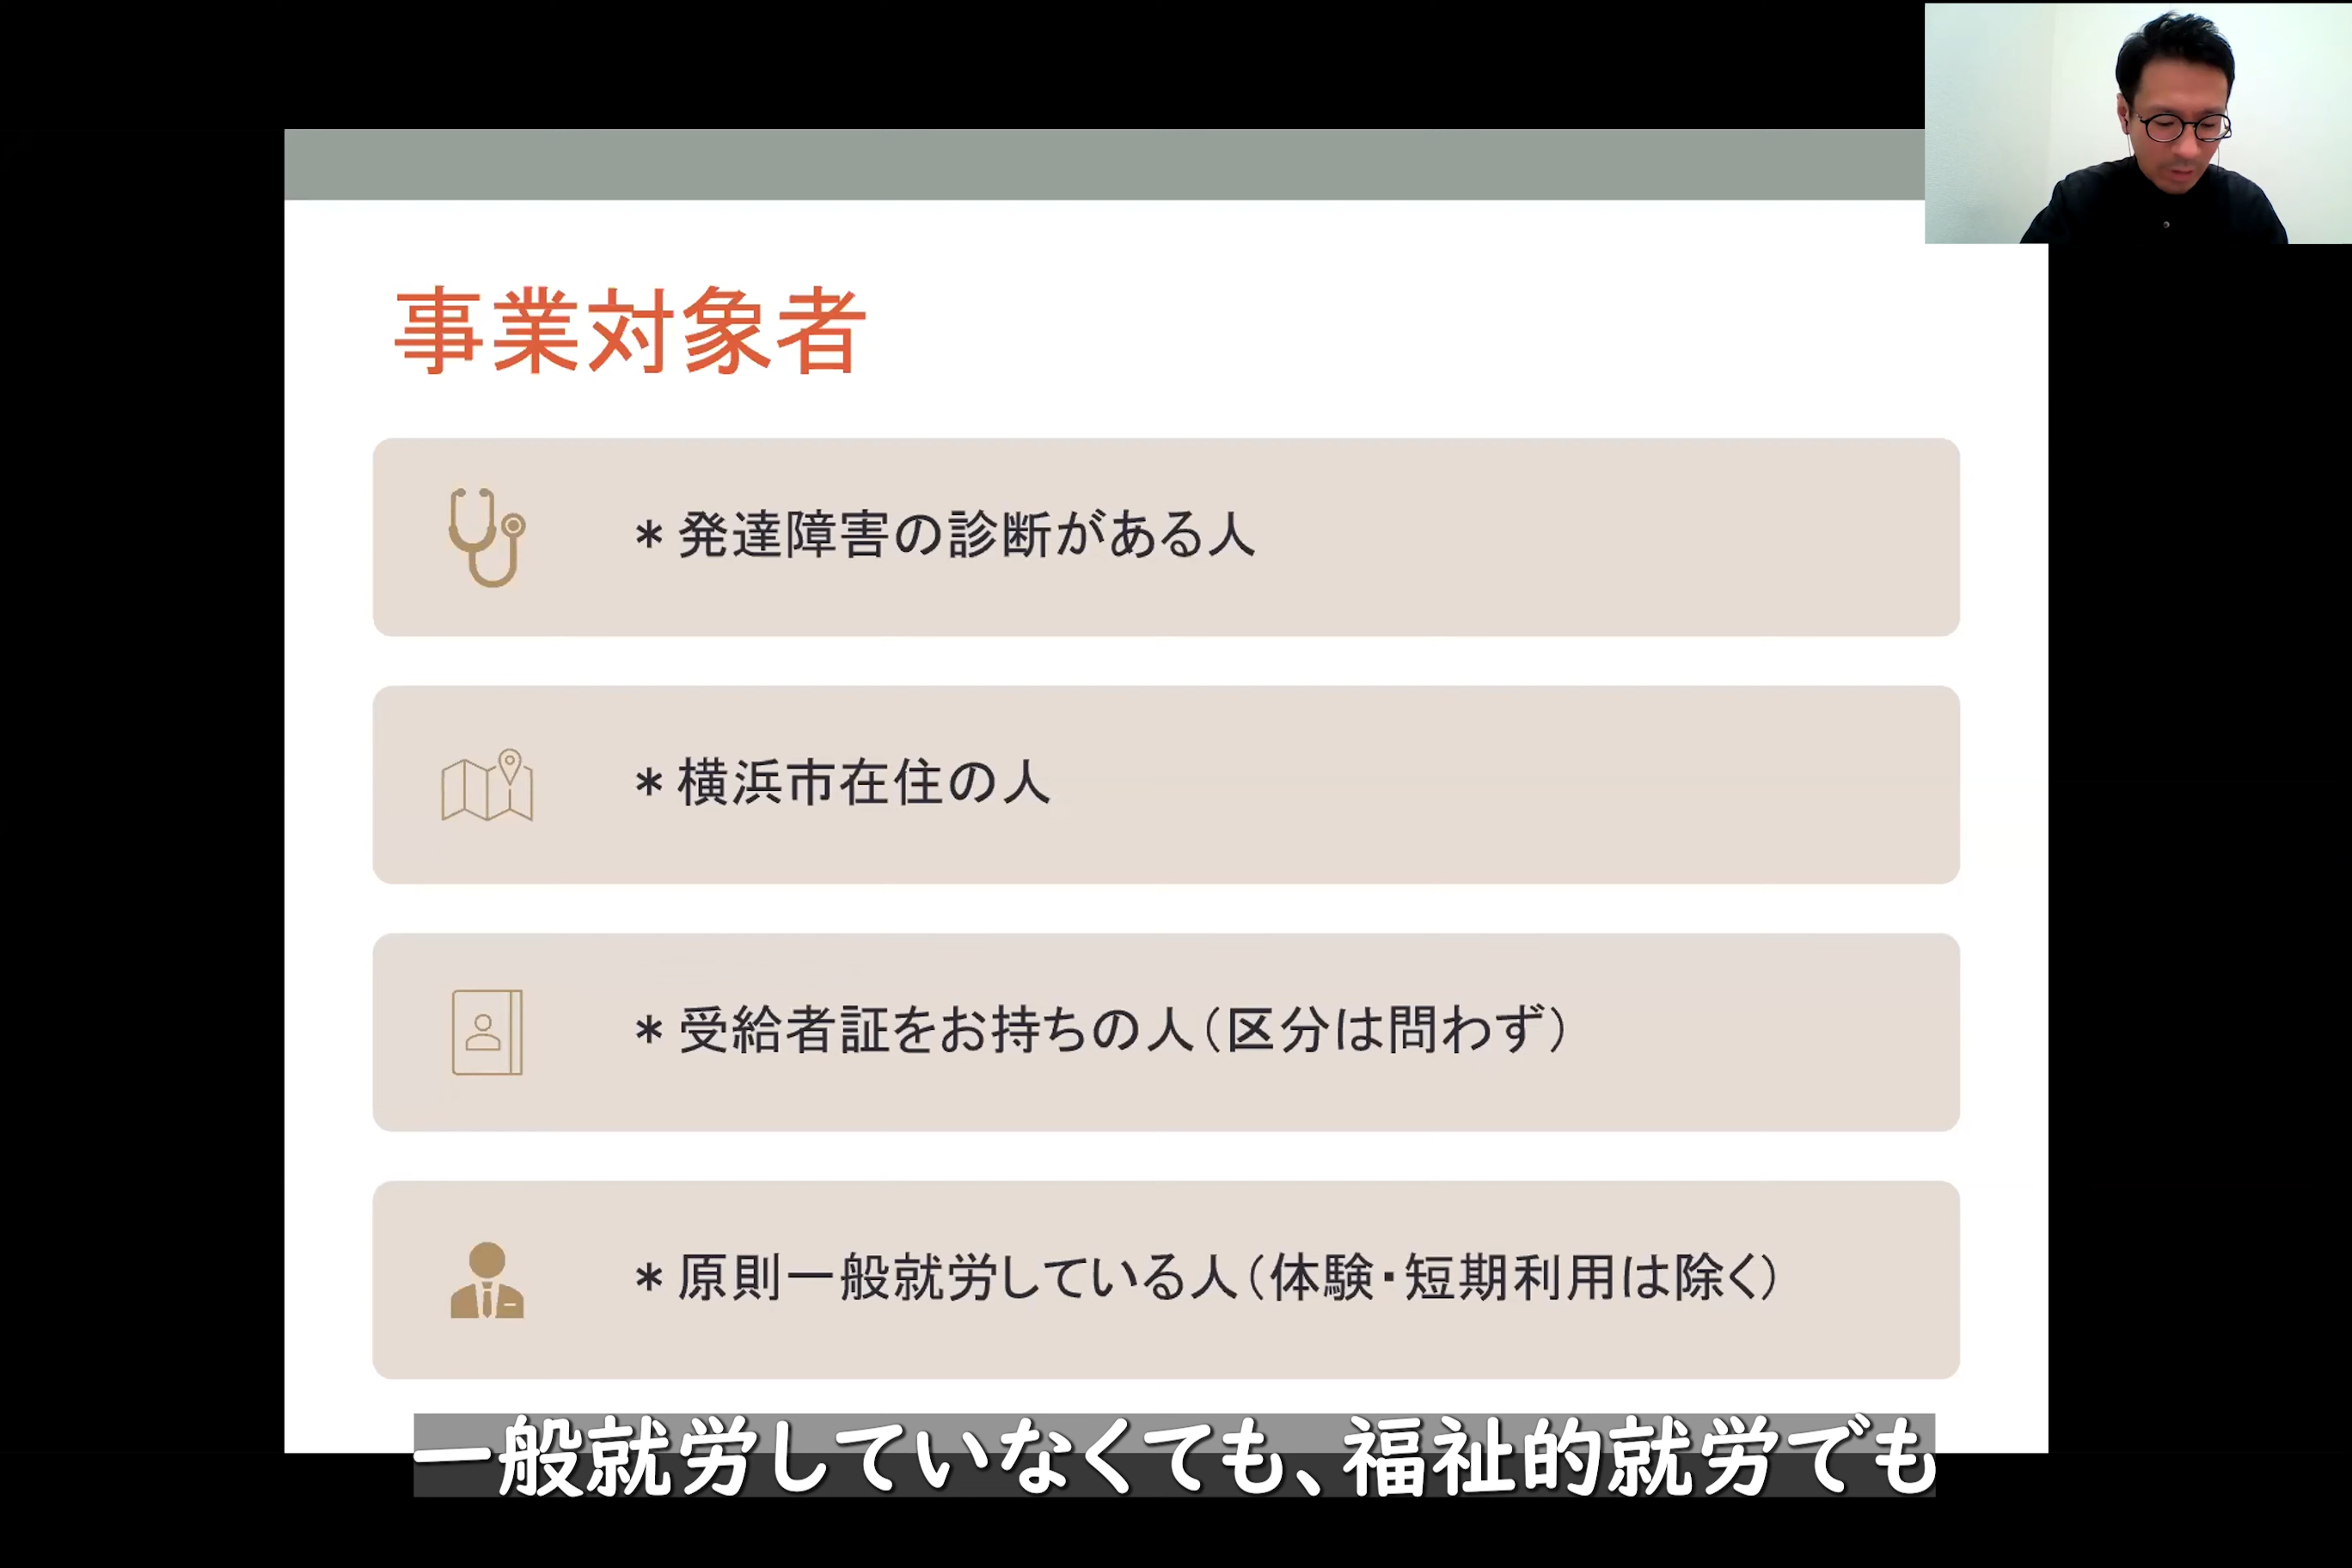 事業対象者
＊発達障害の診断がある人
＊横浜市在住の人
＊受給者証をお持ちの人（区分は問わず）
＊原則一般就労している人（体験・短期利用は除く）
一般就労していなくても、福祉的就労でも